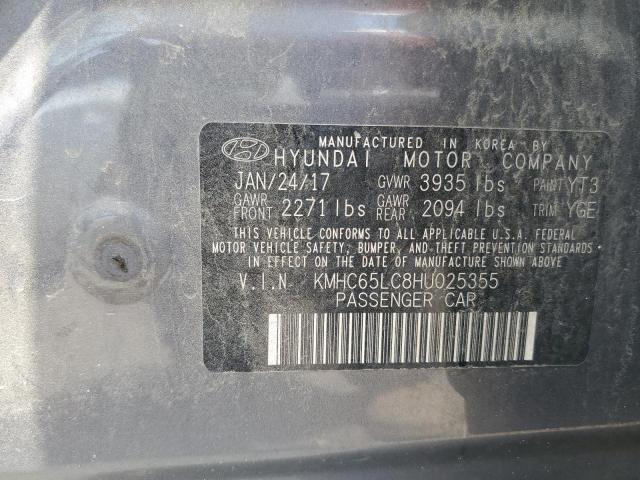 MANUFACTURED IN KOREA BY
HYUNDAI MOTOR COMPANY
JAN/24/17 GVWR 3935 lbs PAINT YT3
GAWR FRONT 2271 lbs GAWR REAR 2094 lbs TRIM YGE
THIS VEHICLE CONFORMS TO ALL APPLICABLE U.S.A. FEDERAL
MOTOR VEHICLE SAFETY, BUMPER, AND THEFT PREVENTION STANDARDS
IN EFFECT ON THE DATE OF MANUFACTURE SHOWN ABOVE.
V.I.N. KMHC65LC8HU025355
PASSENGER CAR